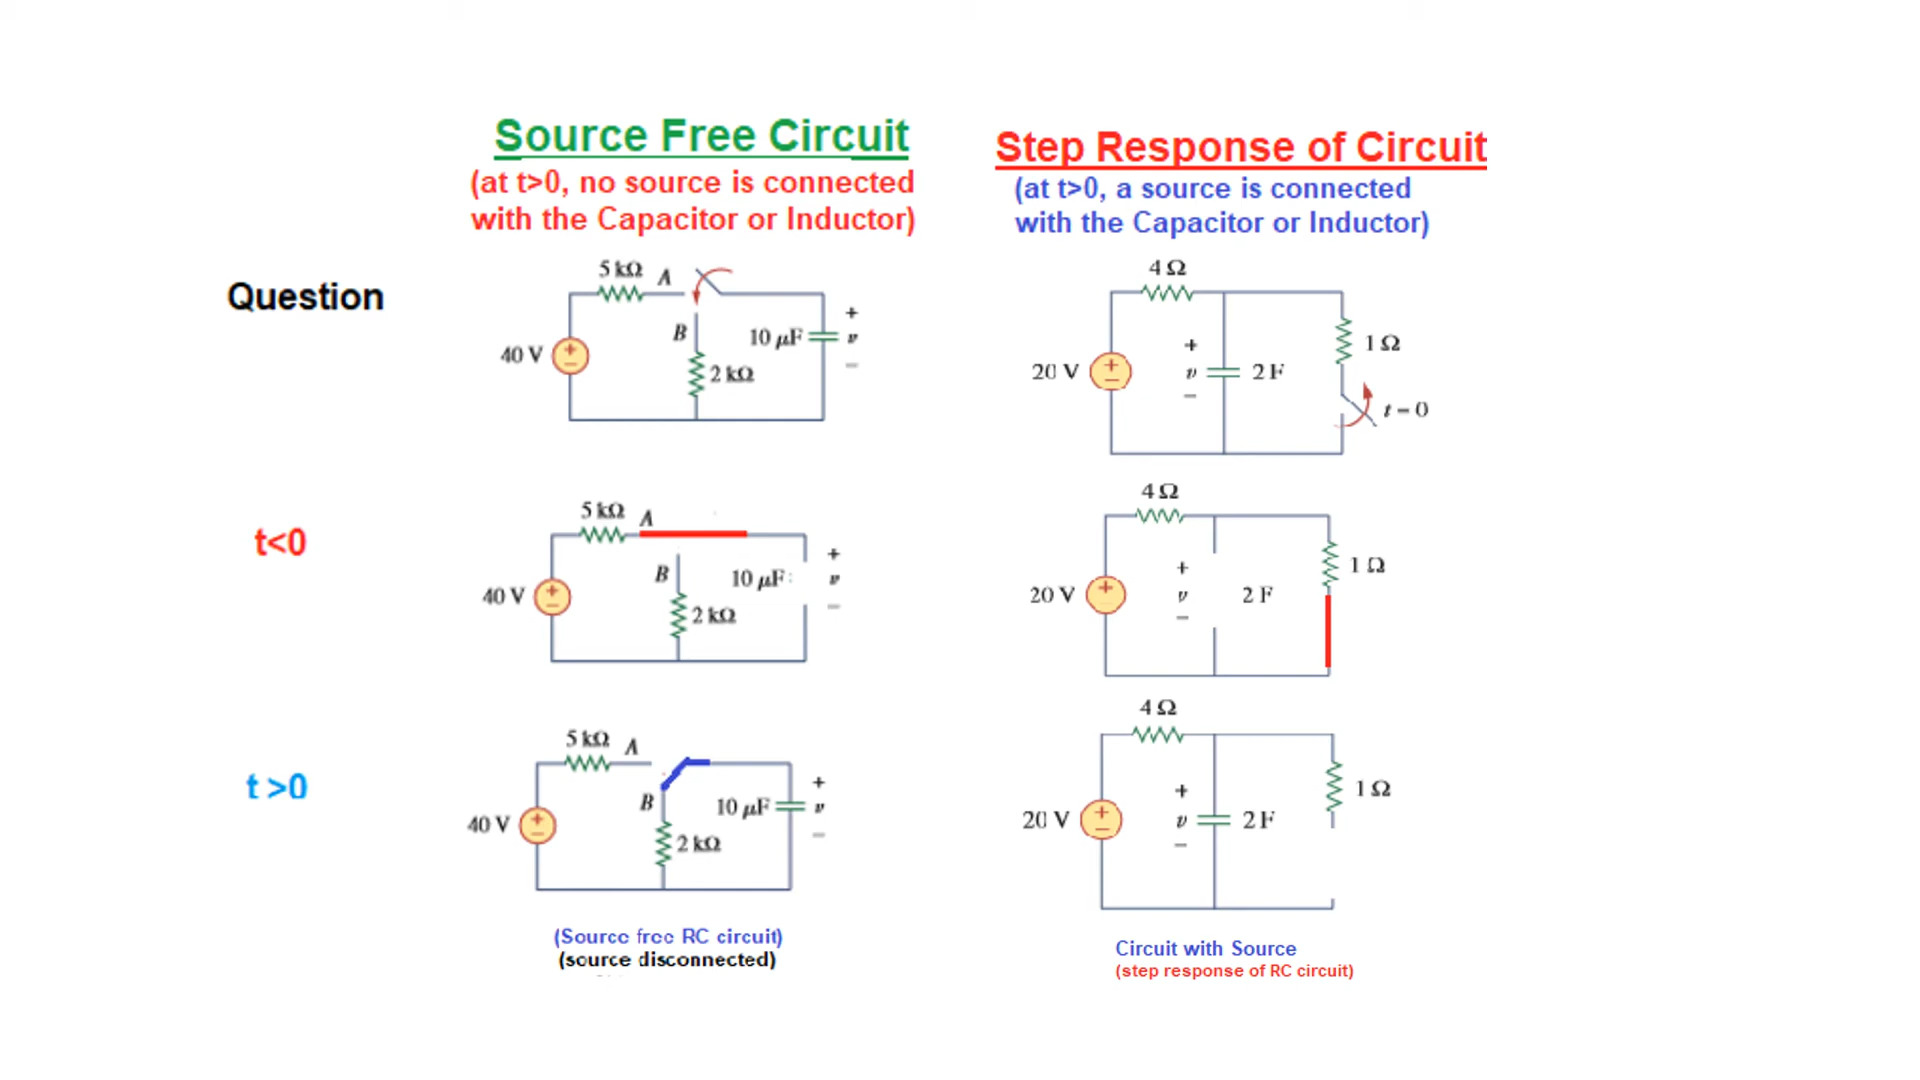 Source Free Circuit
(at t>0, no source is connected
with the Capacitor or Inductor)
Step Response of Circuit
(at t>0, a source is connected
with the Capacitor or Inductor)
Question
5 kΩ
A
B
10 μF
+
v
−
40 V
2 kΩ
4 Ω
20 V
+
v
−
2 F
1 Ω
t = 0
t<0
5 kΩ
A
B
10 μF
+
v
−
40 V
2 kΩ
4 Ω
20 V
+
v
−
2 F
1 Ω
t >0
5 kΩ
A
B
10 μF
+
v
−
40 V
2 kΩ
4 Ω
20 V
+
v
−
2 F
1 Ω
(Source free RC circuit)
(source disconnected)
Circuit with Source
(step response of RC circuit)